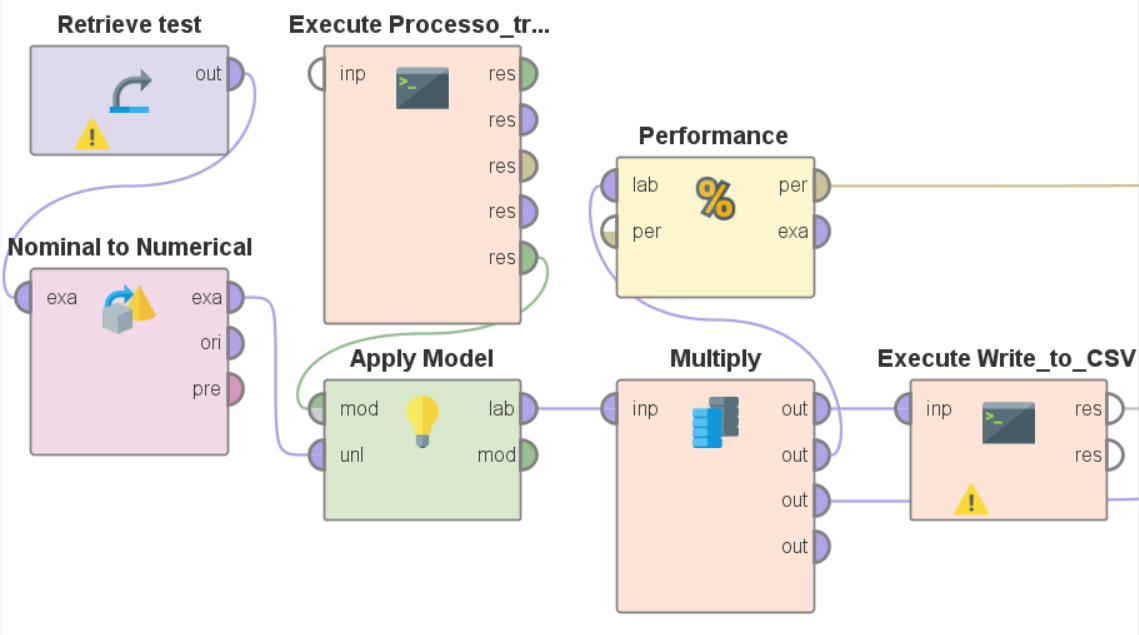 Retrieve test
out
Execute Processo_tr...
inp
res
res
res
res
res
Performance
lab
per
per
exa
Nominal to Numerical
exa
exa
ori
pre
Apply Model
mod
lab
unl
mod
Multiply
inp
out
out
out
out
Execute Write_to_CSV
inp
res
res